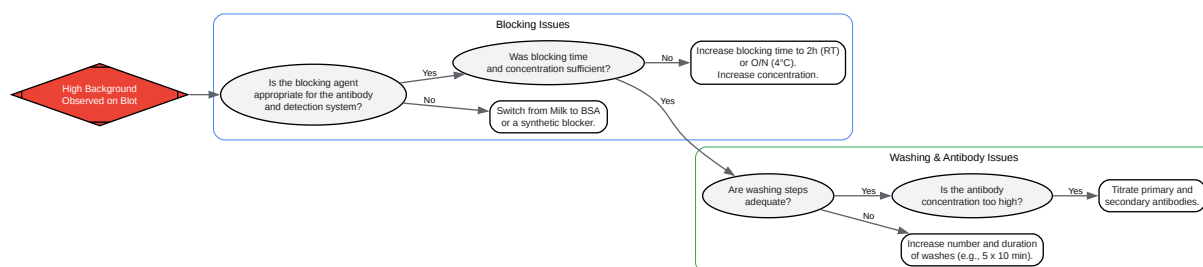 High Background
Observed on Blot
Blocking Issues
Is the blocking agent
appropriate for the antibody
and detection system?
Yes
No
Was blocking time
and concentration sufficient?
No
Yes
Increase blocking time to 2h (RT)
or O/N (4°C).
Increase concentration.
Switch from Milk to BSA
or a synthetic blocker.
Washing & Antibody Issues
Are washing steps
adequate?
Yes
No
Is the antibody
concentration too high?
Yes
Titrate primary and
secondary antibodies.
Increase number and duration
of washes (e.g., 5 x 10 min).